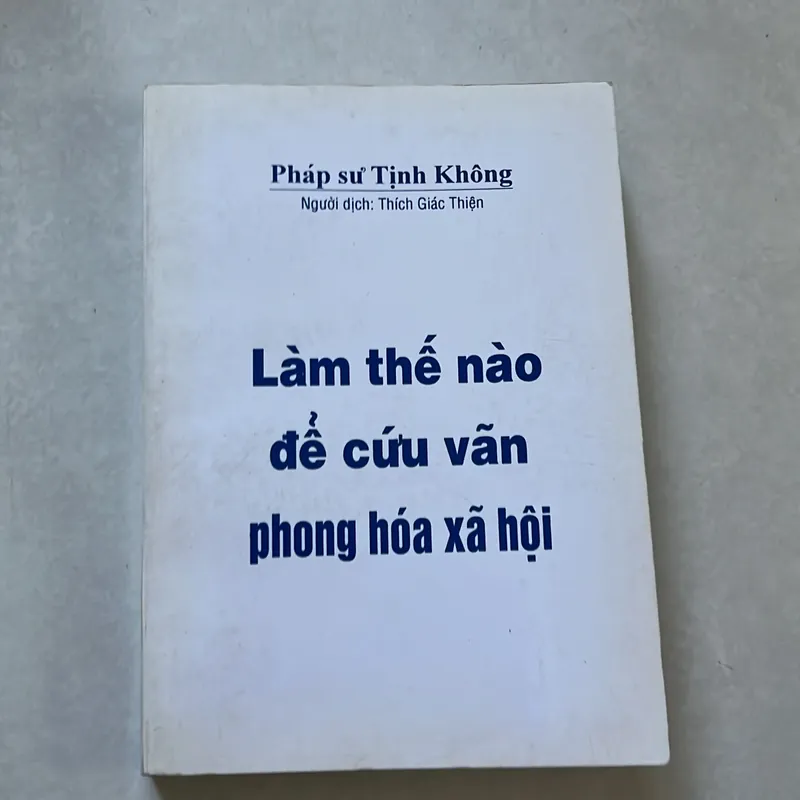 Pháp sư Tịnh Không
Người dịch: Thích Giác Thiện
Làm thế nào
để cứu vãn
phong hóa xã hội